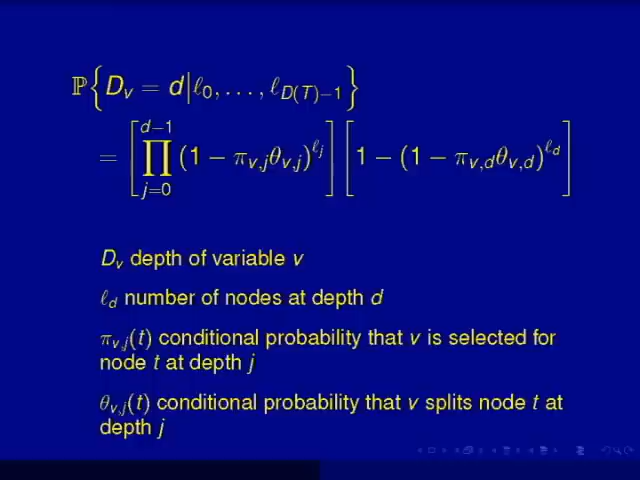 ℙ{D_v = d|ℓ_0, . . . , ℓ_{D(T)−1}}
= [∏_{j=0}^{d−1} (1 − π_{v,j}θ_{v,j})^{ℓ_j}] [1 − (1 − π_{v,d}θ_{v,d})^{ℓ_d}]
D_v depth of variable v
ℓ_d number of nodes at depth d
π_{v,j}(t) conditional probability that v is selected for
node t at depth j
θ_{v,j}(t) conditional probability that v splits node t at
depth j